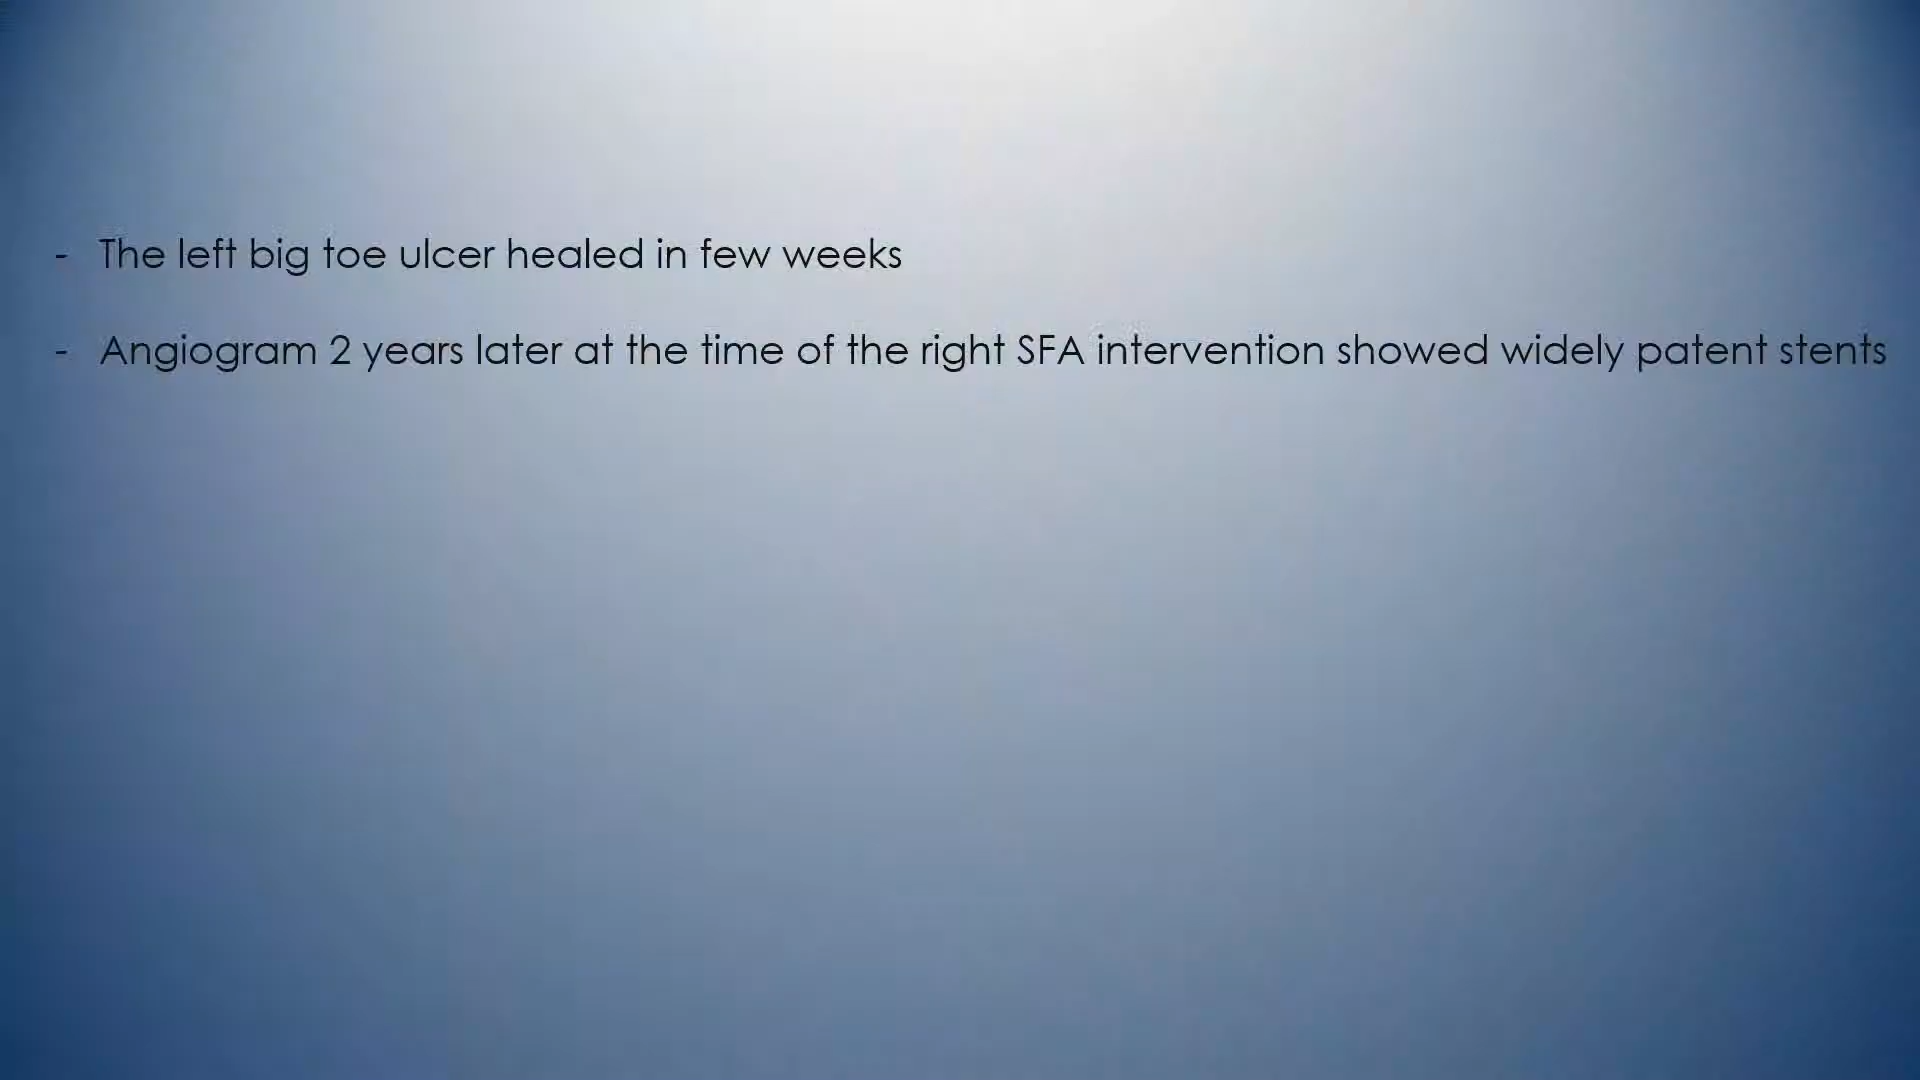 - The left big toe ulcer healed in few weeks
- Angiogram 2 years later at the time of the right SFA intervention showed widely patent stents